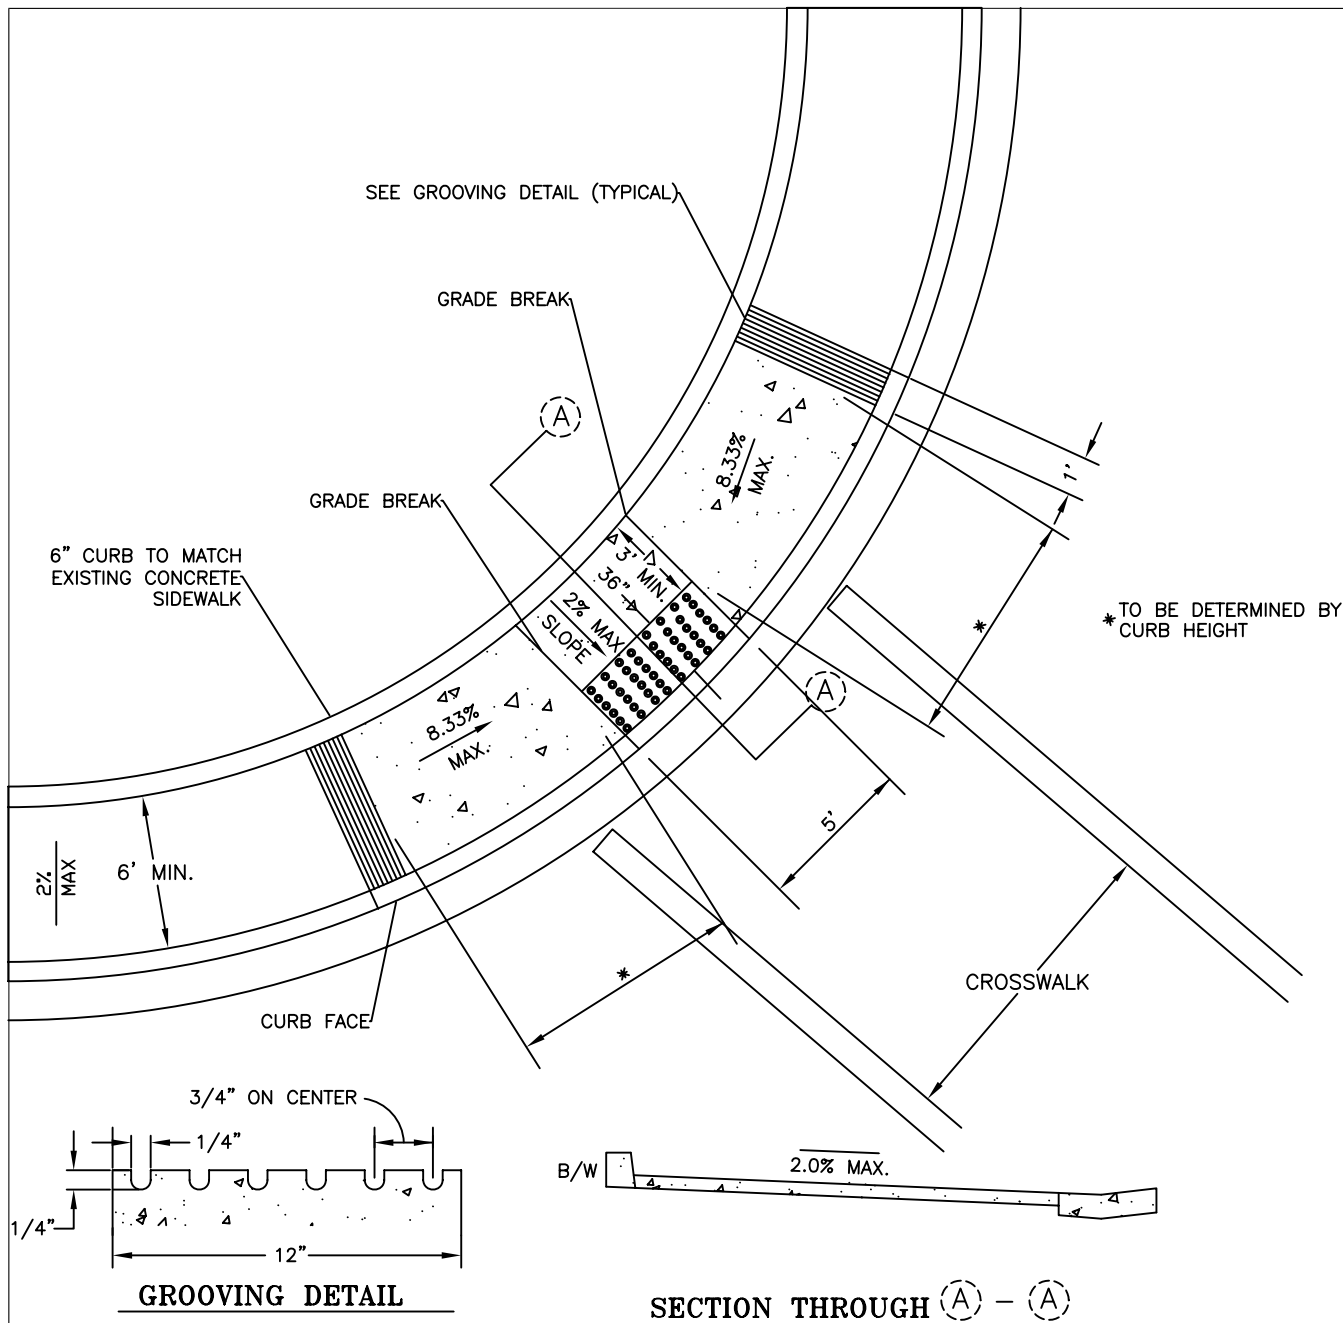 SEE GROOVING DETAIL (TYPICAL)
GRADE BREAK
A
GRADE BREAK
6" CURB TO MATCH
EXISTING CONCRETE
SIDEWALK
8.33%
MAX.
1'
3' MIN.
36"
2% MAX
SLOPE
*
* TO BE DETERMINED BY
CURB HEIGHT
A
8.33%
MAX.
5'
2%
MAX
6' MIN.
*
CROSSWALK
CURB FACE
3/4" ON CENTER
1/4"
1/4"
12"
GROOVING DETAIL
B/W
2.0% MAX.
SECTION THROUGH A - A